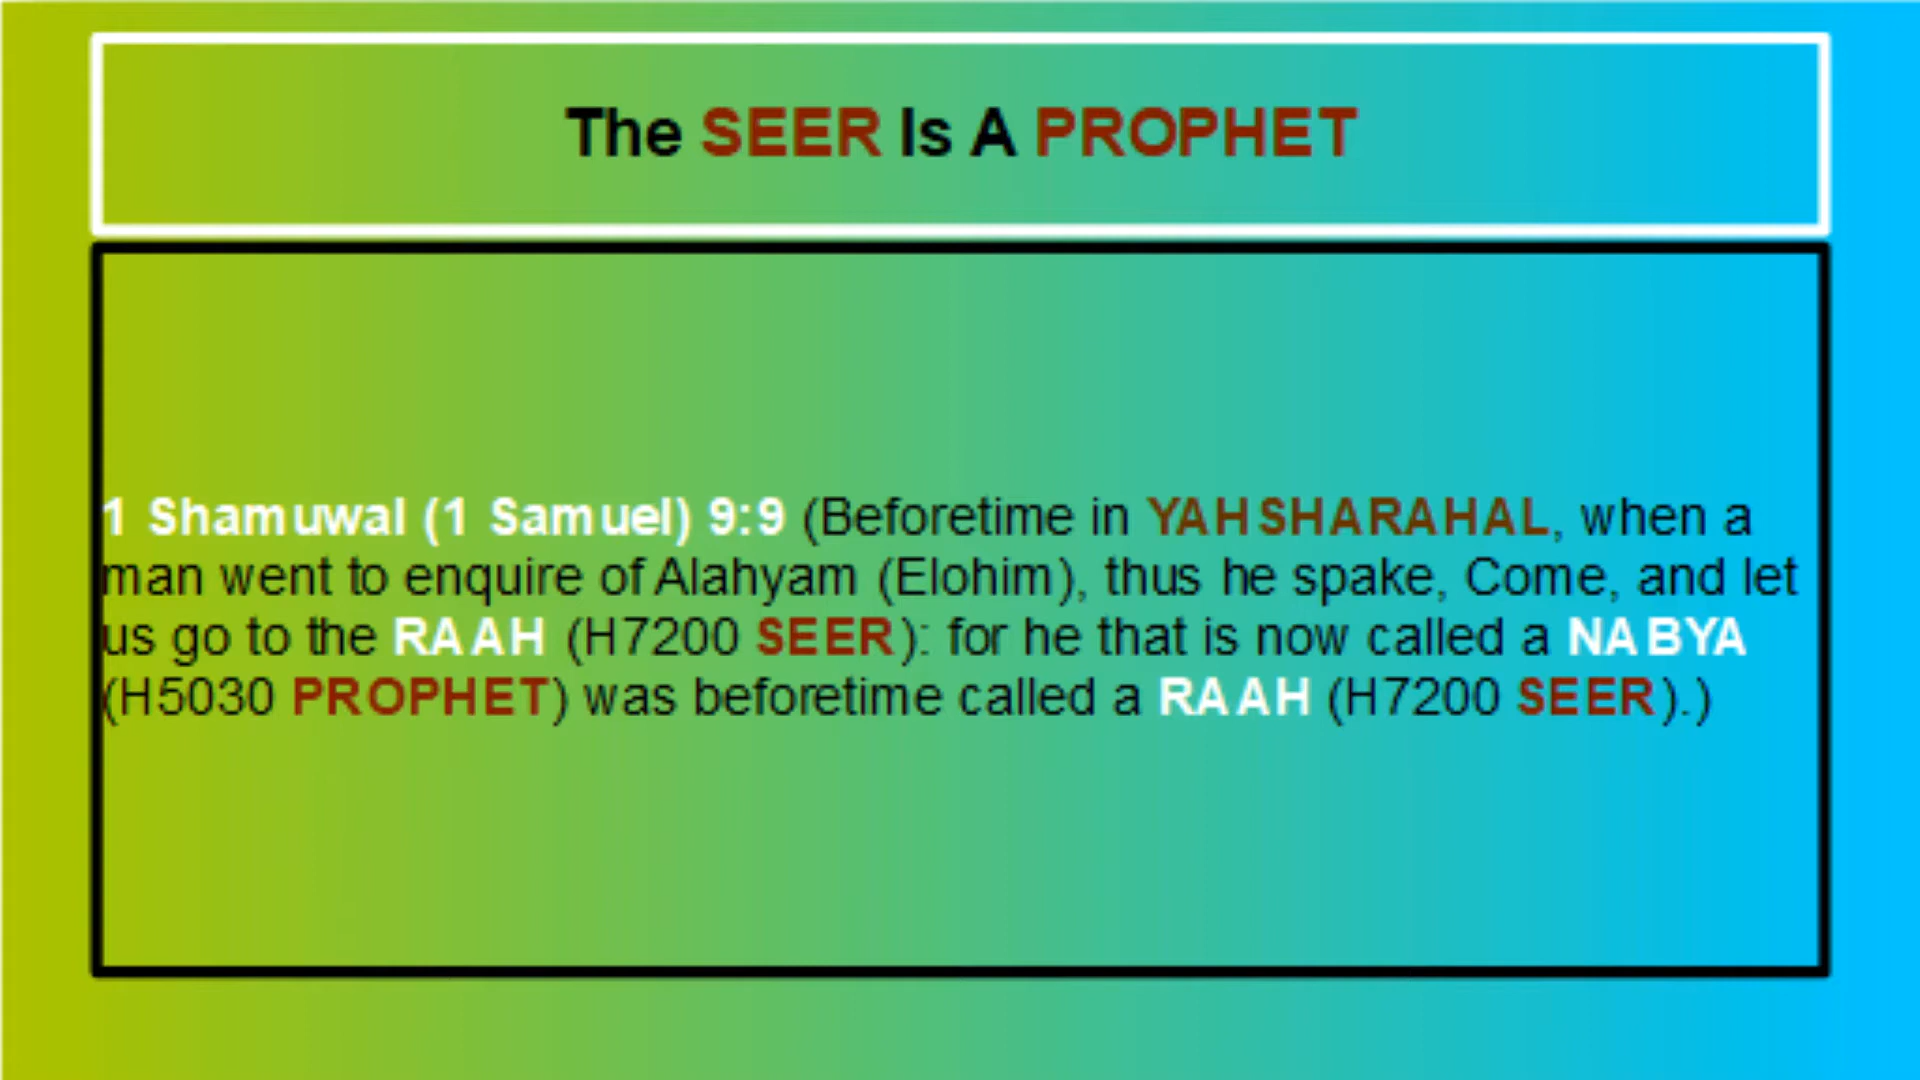 The SEER Is A PROPHET
1 Shamuwal (1 Samuel) 9:9 (Beforetime in YAHSHARAHAL, when a
man went to enquire of Alahyam (Elohim), thus he spake, Come, and let
us go to the RAAH (H7200 SEER): for he that is now called a NABYA
(H5030 PROPHET) was beforetime called a RAAH (H7200 SEER).)